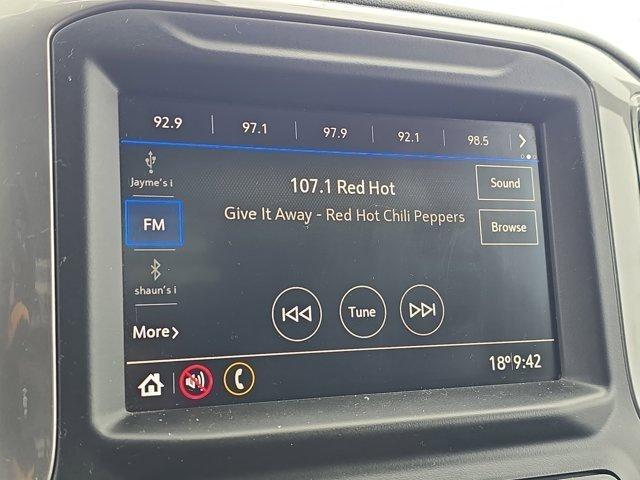 92.9 97.1 97.9 92.1 98.5
Jayme's i
107.1 Red Hot
Sound
FM
Give It Away - Red Hot Chili Peppers
Browse
shaun's i
Tune
More
18° 9:42